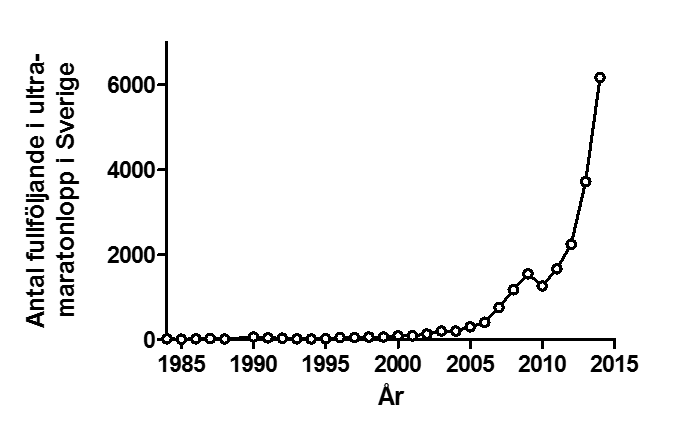 Antal fullföljande i ultra-
maratonlopp i Sverige
6000
4000
2000
0
1985 1990 1995 2000 2005 2010 2015
År